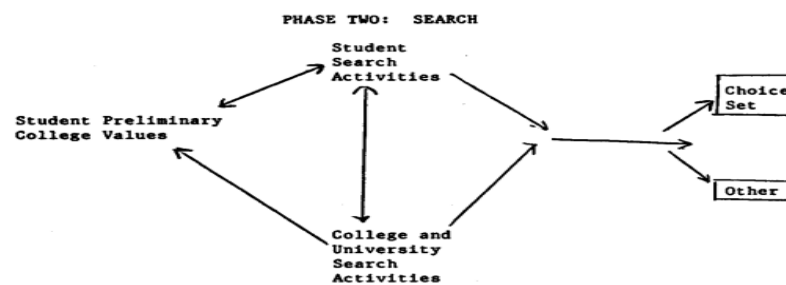 PHASE TWO: SEARCH
Student
Search
Activities
Student Preliminary
College Values
College and
University
Search
Activities
Choice
Set
Other